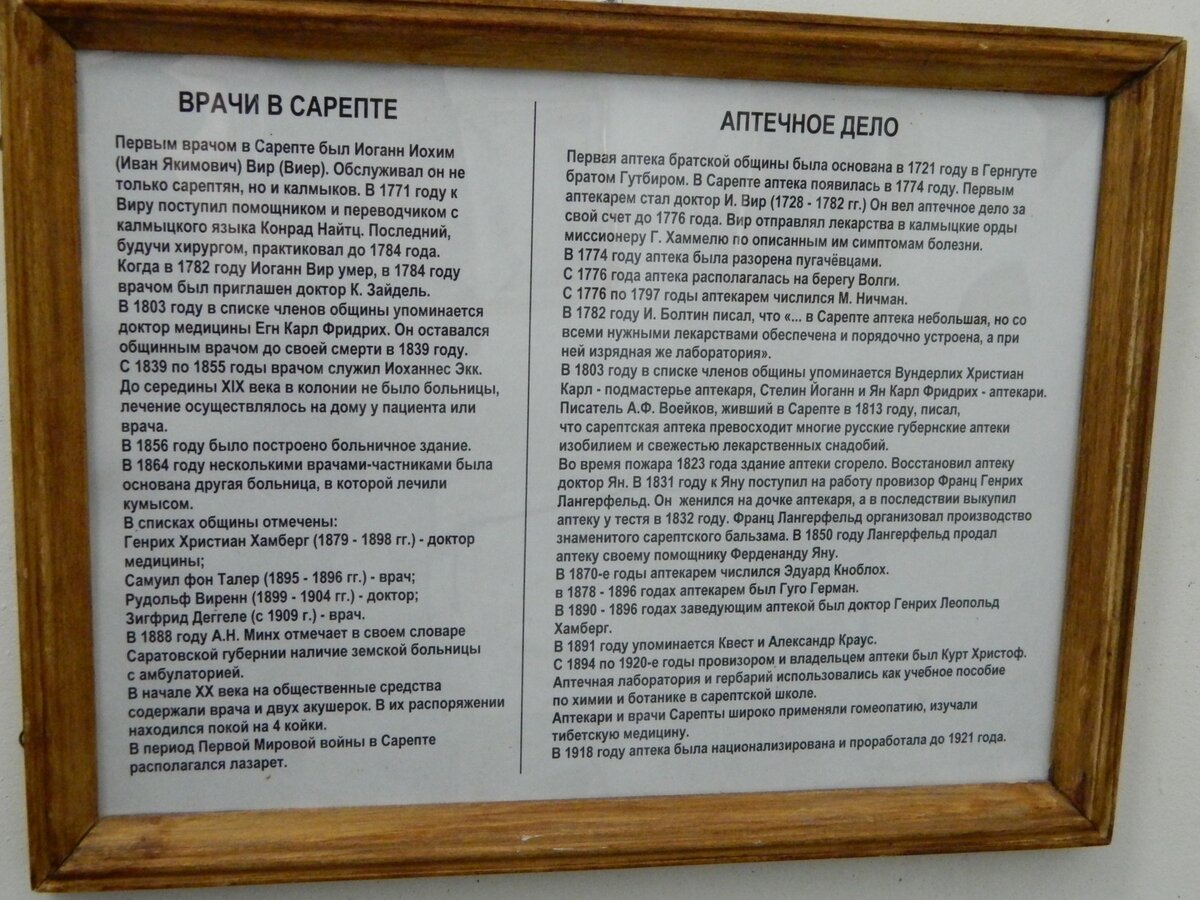 ВРАЧИ В САРЕПТЕ
Первым врачом в Сарепте был Иоганн Иохим
(Иван Якимович) Вир (Виер). Обслуживал он не
только сарептян, но и калмыков. В 1771 году к
Виру поступил помощником и переводчиком с
калмыцкого языка Конрад Найтц. Последний,
будучи хирургом, практиковал до 1784 года.
Когда в 1782 году Иоганн Вир умер, в 1784 году
врачом был приглашен доктор К. Зайдель.
В 1803 году в списке членов общины упоминается
доктор медицины Егн Карл Фридрих. Он оставался
общинным врачом до своей смерти в 1839 году.
С 1839 по 1855 годы врачом служил Иоханнес Экк.
До середины XIX века в колонии не было больницы,
лечение осуществлялось на дому у пациента или
врача.
В 1856 году было построено больничное здание.
В 1864 году несколькими врачами-частниками была
основана другая больница, в которой лечили
кумысом.
В списках общины отмечены:
Генрих Христиан Хамберг (1879 - 1898 гг.) - доктор
медицины;
Самуил фон Талер (1895 - 1896 гг.) - врач;
Рудольф Виренн (1899 - 1904 гг.) - доктор;
Зигфрид Деггеле (с 1909 г.) - врач.
В 1888 году А.Н. Минх отмечает в своем словаре
Саратовской губернии наличие земской больницы
с амбулаторией.
В начале XX века на общественные средства
содержали врача и двух акушерок. В их распоряжении
находился покой на 4 койки.
В период Первой Мировой войны в Сарепте
располагался лазарет.
АПТЕЧНОЕ ДЕЛО
Первая аптека братской общины была основана в 1721 году в Гернгуте
братом Гутбиром. В Сарепте аптека появилась в 1774 году. Первым
аптекарем стал доктор И. Вир (1728 - 1782 гг.) Он вел аптечное дело за
свой счет до 1776 года. Вир отправлял лекарства в калмыцкие орды
миссионеру Г. Хаммелю по описанным им симптомам болезни.
В 1774 году аптека была разорена пугачёвцами.
С 1776 года аптека располагалась на берегу Волги.
С 1776 по 1797 годы аптекарем числился М. Ничман.
В 1782 году И. Болтин писал, что «... в Сарепте аптека небольшая, но со
всеми нужными лекарствами обеспечена и порядочно устроена, а при
ней изрядная же лаборатория».
В 1803 году в списке членов общины упоминается Вундерлих Христиан
Карл - подмастерье аптекаря, Стелин Йоганн и Ян Карл Фридрих - аптекари.
Писатель А.Ф. Воейков, живший в Сарепте в 1813 году, писал,
что сарептская аптека превосходит многие русские губернские аптеки
изобилием и свежестью лекарственных снадобий.
Во время пожара 1823 года здание аптеки сгорело. Восстановил аптеку
доктор Ян. В 1831 году к Яну поступил на работу провизор Франц Генрих
Лангерфельд. Он женился на дочке аптекаря, а в последствии выкупил
аптеку у тестя в 1832 году. Франц Лангерфельд организовал производство
знаменитого сарептского бальзама. В 1850 году Лангерфельд продал
аптеку своему помощнику Ферденанду Яну.
В 1870-е годы аптекарем числился Эдуард Кноблох.
в 1878 - 1896 годах аптекарем был Гуго Герман.
В 1890 - 1896 годах заведующим аптекой был доктор Генрих Леопольд
Хамберг.
В 1891 году упоминается Квест и Александр Краус.
С 1894 по 1920-е годы провизором и владельцем аптеки был Курт Христоф.
Аптечная лаборатория и гербарий использовались как учебное пособие
по химии и ботанике в сарептской школе.
Аптекари и врачи Сарепты широко применяли гомеопатию, изучали
тибетскую медицину.
В 1918 году аптека была национализирована и проработала до 1921 года.